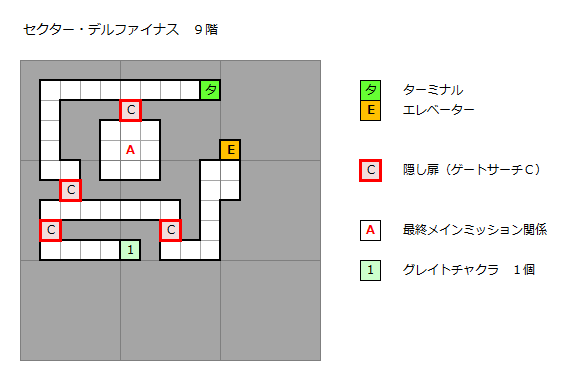 セクター・デルファイナス　９階
タ
C
A
E
C
C
C
1
タ　ターミナル
E　エレベーター
C　隠し扉（ゲートサーチＣ）
A　最終メインミッション関係
1　グレイトチャクラ　１個